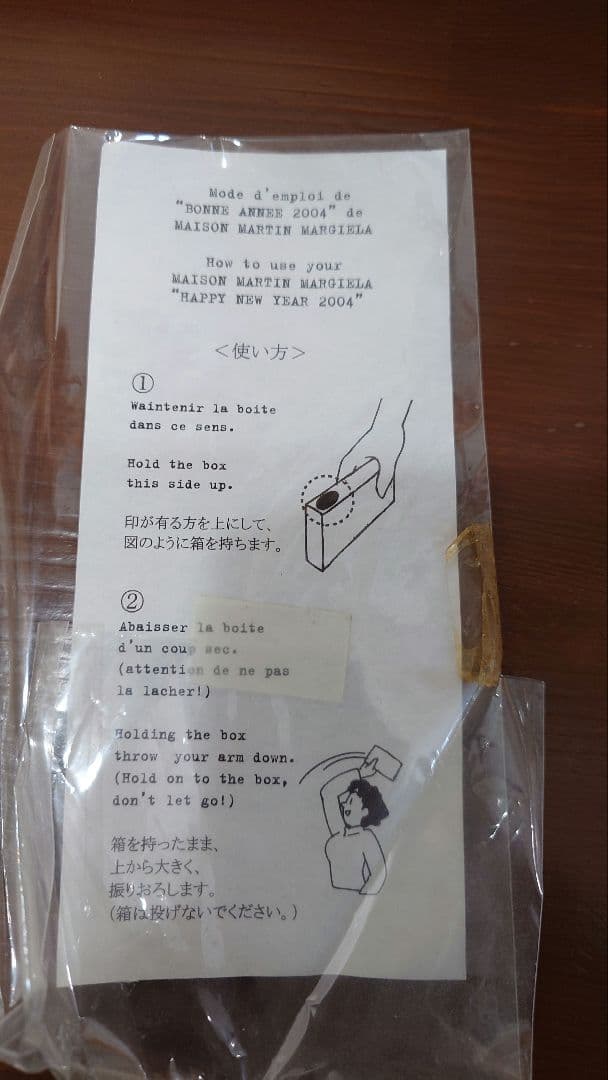 Mode d'emploi de
"BONNE ANNEE 2004" de
MAISON MARTIN MARGIELA
How to use your
MAISON MARTIN MARGIELA
"HAPPY NEW YEAR 2004"
＜使い方＞
①
Waintenir la boite
dans ce sens.
Hold the box
this side up.
印が有る方を上にして、
図のように箱を持ちます。
②
Abaisser la boite
d'un coup sec.
(attention de ne pas
la lacher!)
Holding the box
throw your arm down.
(Hold on to the box,
don't let go!)
箱を持ったまま、
上から大きく、
振りおろします。
(箱は投げないでください。)